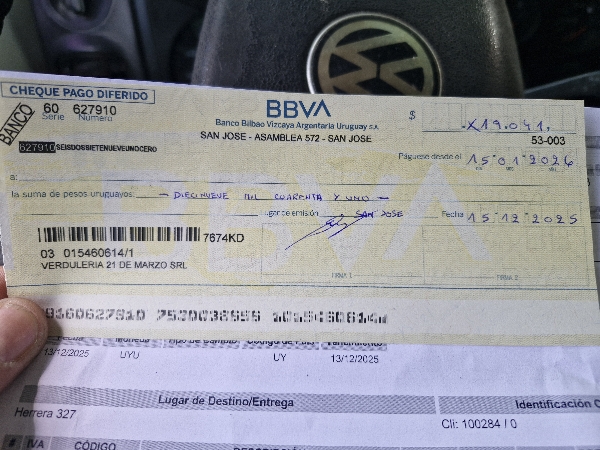 CHEQUE PAGO DIFERIDO
BANCO
60 627910
Serie Número
BBVA
Banco Bilbao Vizcaya Argentaria Uruguay S.A.
SAN JOSE - ASAMBLEA 572 - SAN JOSE
$ x19.041.
53-003
627910 SEISDOSSIETENUEVEUNOCERO
Páguese desde el 15 01 2026
a:
la suma de pesos uruguayos: — DIECINUEVE MIL CUARENTA Y UNO —
Lugar de emisión SAN JOSE Fecha 15 12 2025
7674KD
03 015460614/1
VERDULERIA 21 DE MARZO SRL
FIRMA 1 FIRMA 2
13/12/2025 UYU UY 13/12/2025
Lugar de Destino/Entrega
Identificación
Herrera 327
Cli: 100284 / 0
# IVA CÓDIGO